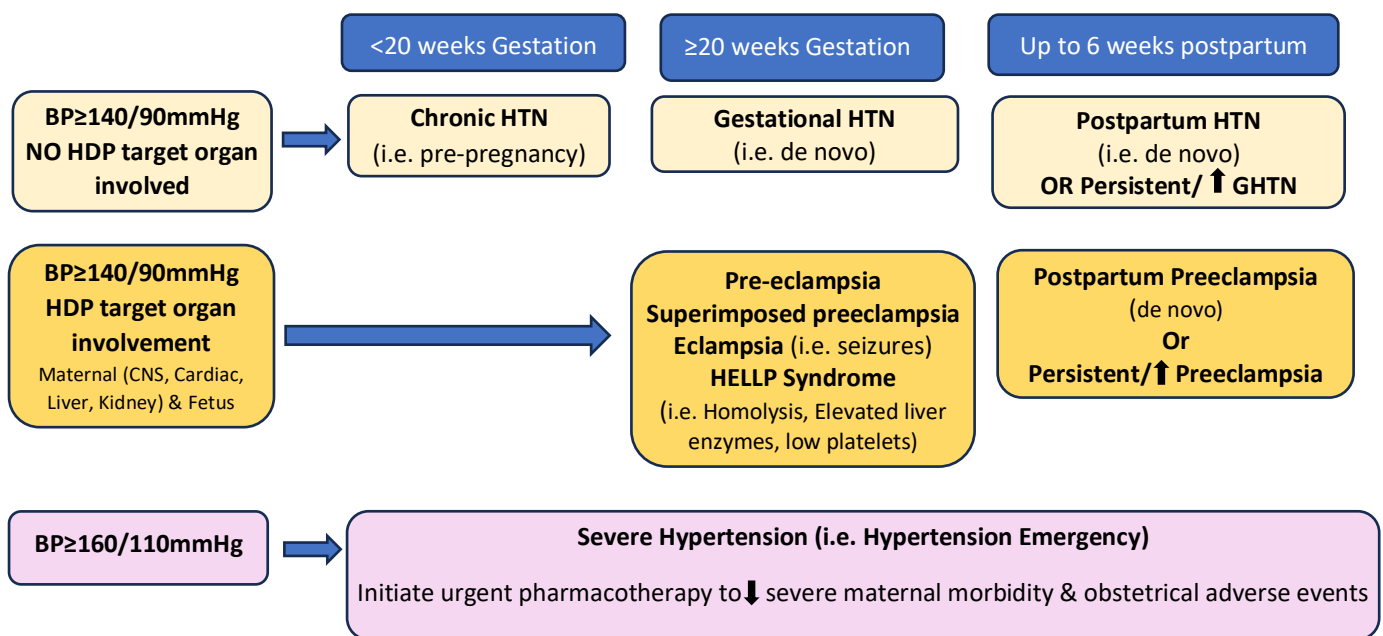 <20 weeks Gestation
≥20 weeks Gestation
Up to 6 weeks postpartum
BP≥140/90mmHg
NO HDP target organ
involved
Chronic HTN
(i.e. pre-pregnancy)
Gestational HTN
(i.e. de novo)
Postpartum HTN
(i.e. de novo)
OR Persistent/⬆ GHTN
BP≥140/90mmHg
HDP target organ
involvement
Maternal (CNS, Cardiac,
Liver, Kidney) & Fetus
Pre-eclampsia
Superimposed preeclampsia
Eclampsia (i.e. seizures)
HELLP Syndrome
(i.e. Homolysis, Elevated liver
enzymes, low platelets)
Postpartum Preeclampsia
(de novo)
Or
Persistent/⬆ Preeclampsia
BP≥160/110mmHg
Severe Hypertension (i.e. Hypertension Emergency)
Initiate urgent pharmacotherapy to⬇ severe maternal morbidity & obstetrical adverse events